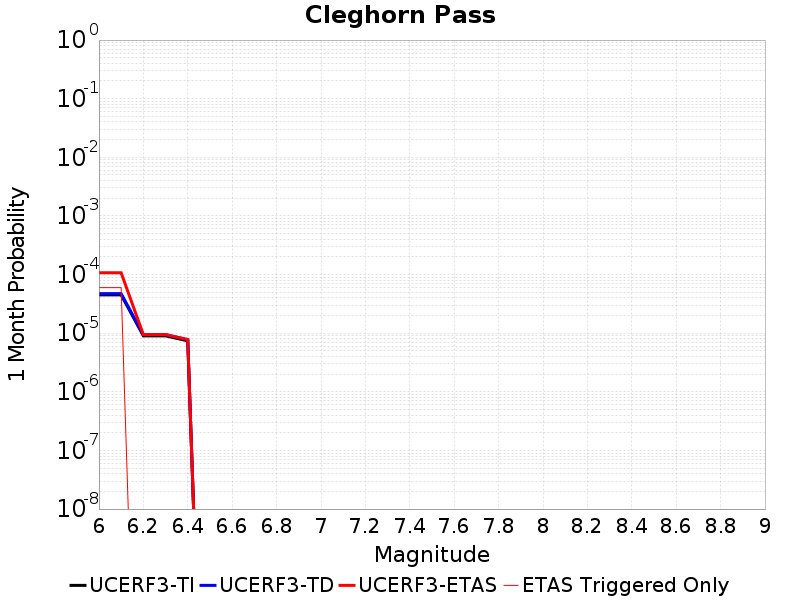 Cleghorn Pass
1 Month Probability
10^0
10^-1
10^-2
10^-3
10^-4
10^-5
10^-6
10^-7
10^-8
6 6.2 6.4 6.6 6.8 7 7.2 7.4 7.6 7.8 8 8.2 8.4 8.6 8.8 9
Magnitude
UCERF3-TI UCERF3-TD UCERF3-ETAS ETAS Triggered Only